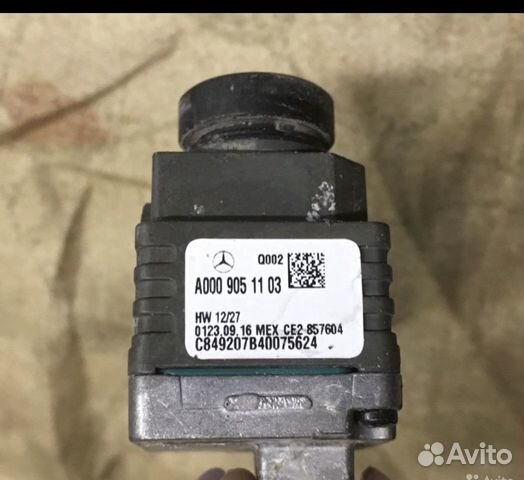 Q002
A000 905 11 03
HW 12/27
0123.09.16 MEX CE2-857604
C849207B40075624
Avito